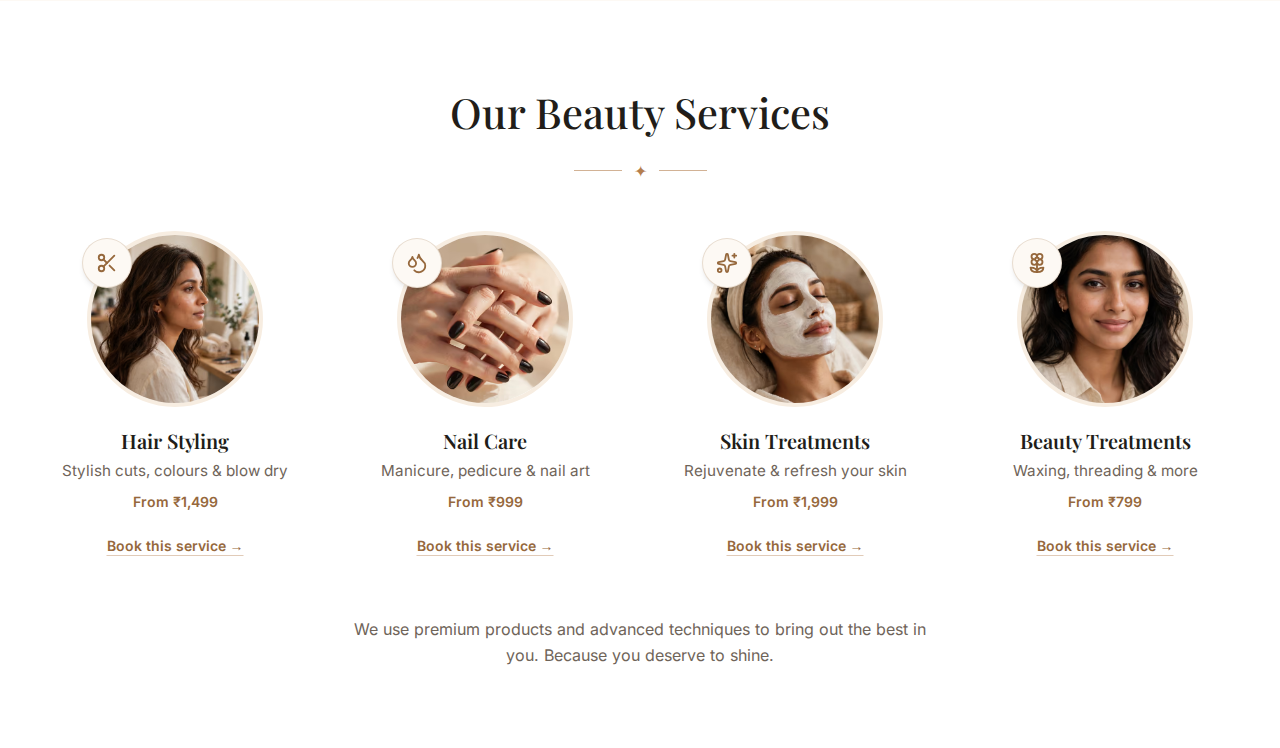 Our Beauty Services
Hair Styling
Stylish cuts, colours & blow dry
From ₹1,499
Book this service →
Nail Care
Manicure, pedicure & nail art
From ₹999
Book this service →
Skin Treatments
Rejuvenate & refresh your skin
From ₹1,999
Book this service →
Beauty Treatments
Waxing, threading & more
From ₹799
Book this service →
We use premium products and advanced techniques to bring out the best in
you. Because you deserve to shine.